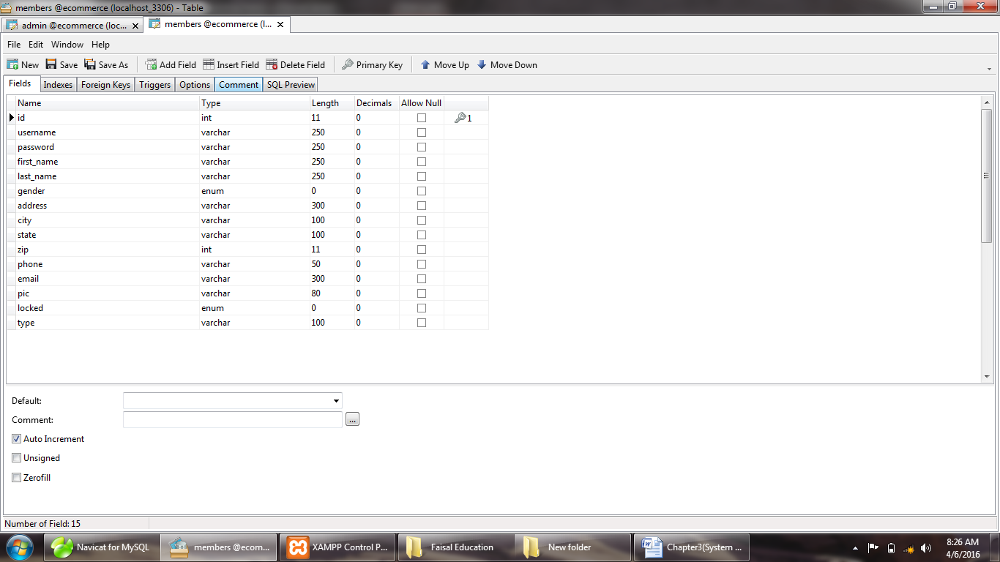 members @ecommerce (localhost_3306) - Table
admin @ecommerce (loc... members @ecommerce (l...
File Edit Window Help
New Save Save As Add Field Insert Field Delete Field Primary Key Move Up Move Down
Fields Indexes Foreign Keys Triggers Options Comment SQL Preview
Name Type Length Decimals Allow Null
id int 11 0 1
username varchar 250 0
password varchar 250 0
first_name varchar 250 0
last_name varchar 250 0
gender enum 0 0
address varchar 300 0
city varchar 100 0
state varchar 100 0
zip int 11 0
phone varchar 50 0
email varchar 300 0
pic varchar 80 0
locked enum 0 0
type varchar 100 0
Default:
Comment: ...
Auto Increment
Unsigned
Zerofill
Number of Field: 15
Navicat for MySQL members @ecom... XAMPP Control P... Faisal Education New folder Chapter3(System ... 8:26 AM
4/6/2016